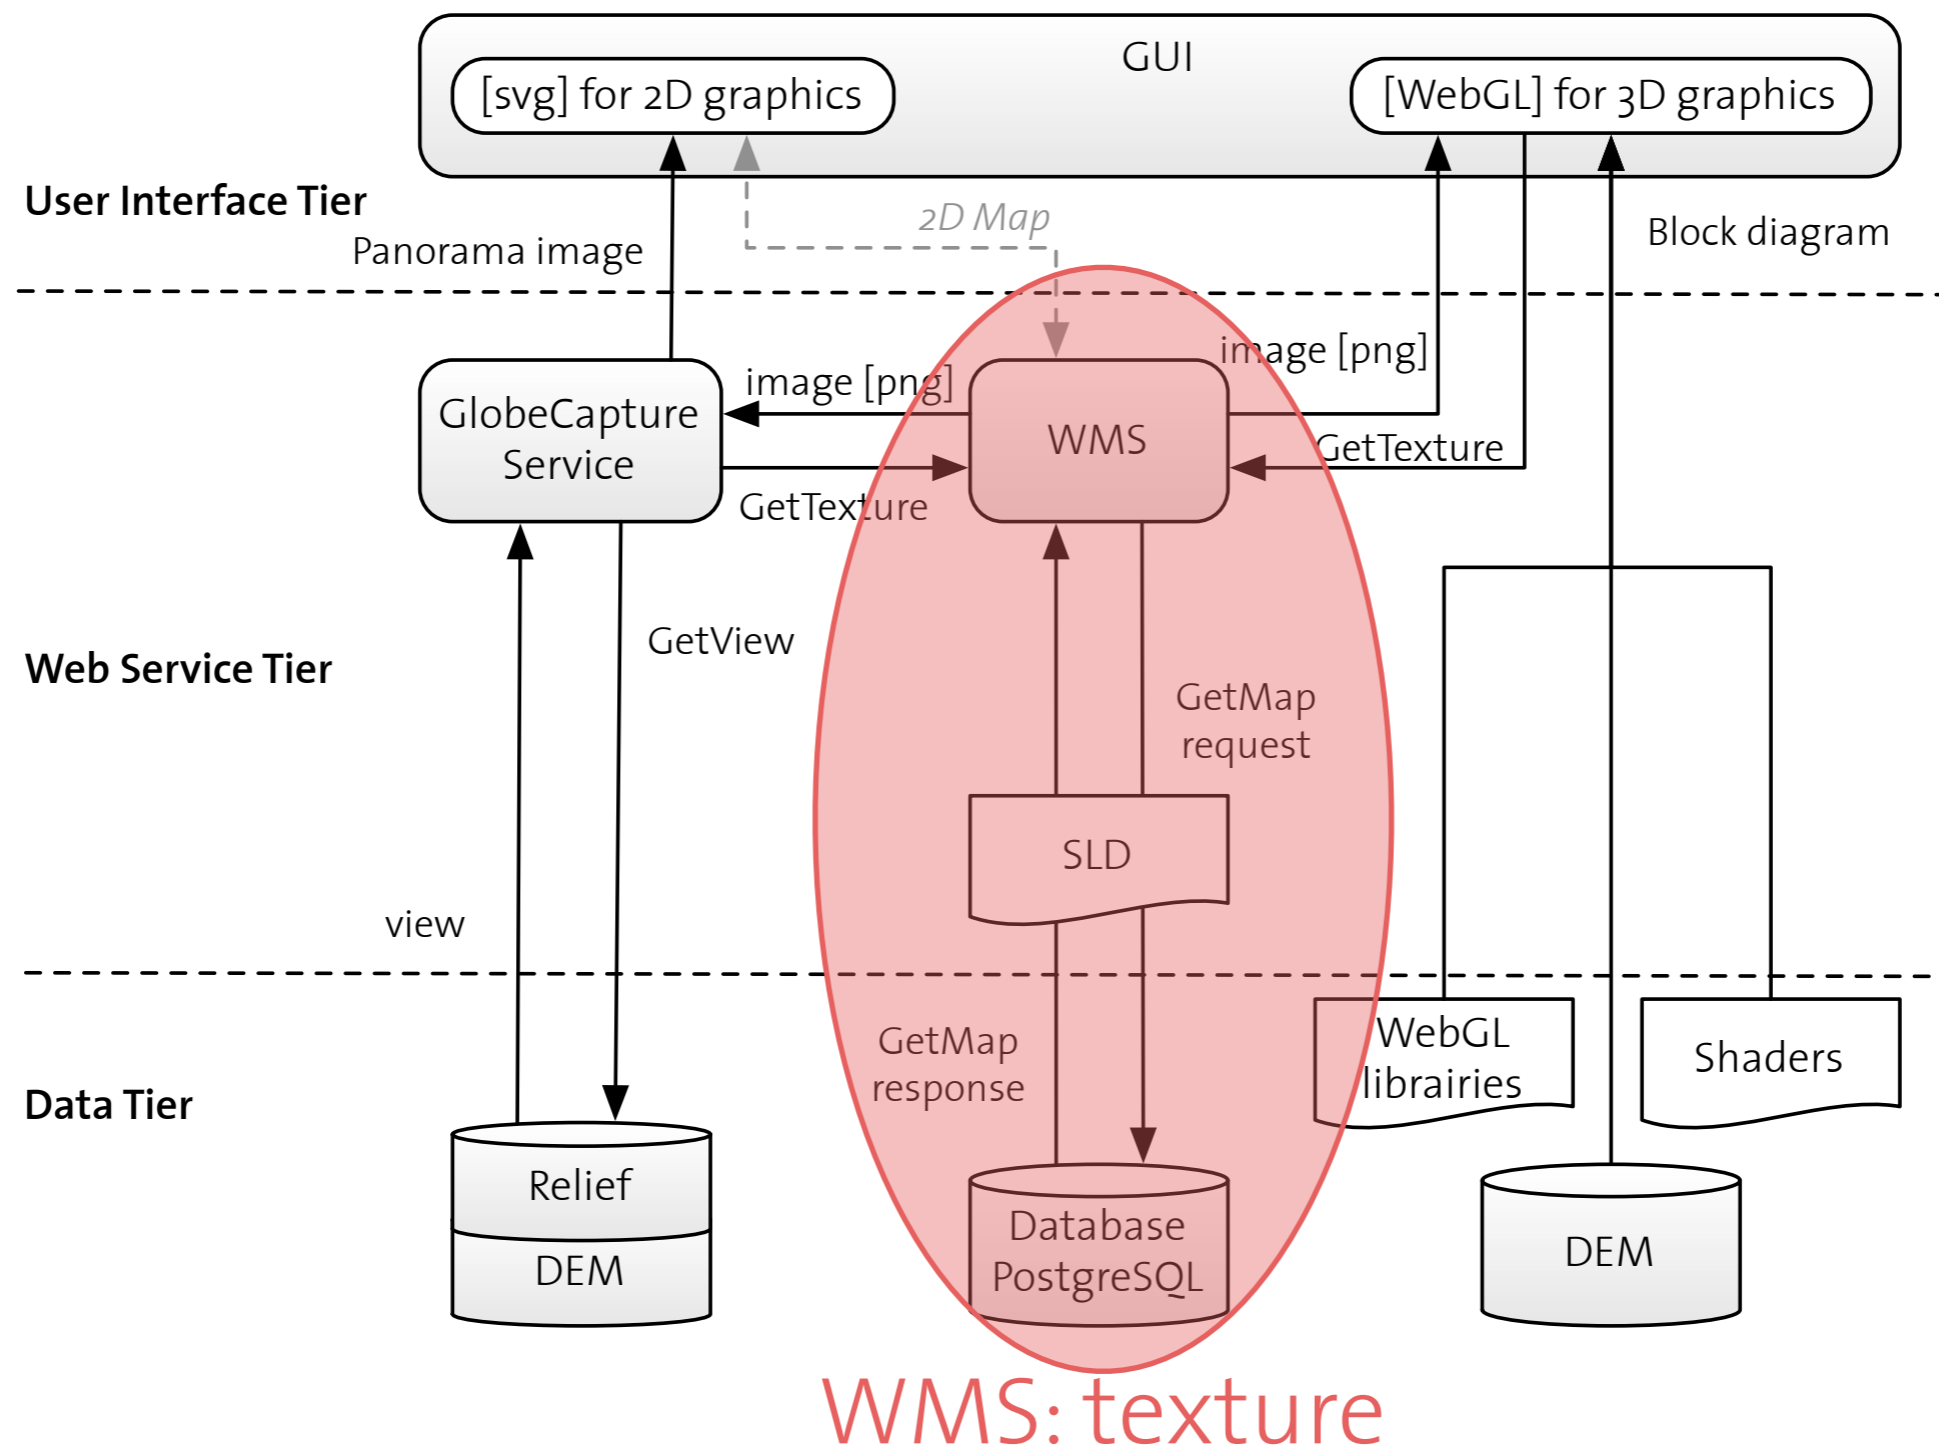 GUI
[svg] for 2D graphics
[WebGL] for 3D graphics
User Interface Tier
2D Map
Panorama image
Block diagram
image [png]
image [png]
GlobeCapture
Service
WMS
GetTexture
GetTexture
GetView
Web Service Tier
GetMap
request
SLD
view
GetMap
response
WebGL
librairies
Shaders
Data Tier
Relief
DEM
Database
PostgreSQL
DEM
WMS: texture